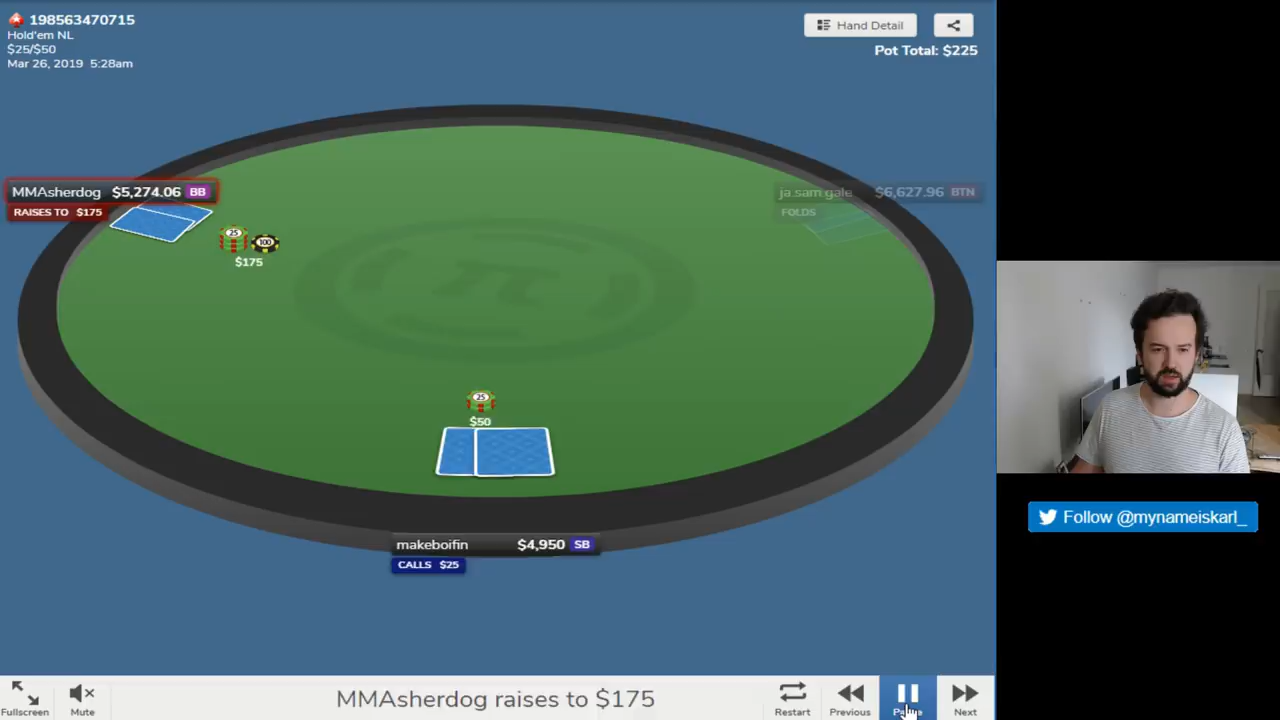 198563470715
Hold'em NL
$25/$50
Mar 26, 2019 5:28am
Hand Detail
Pot Total: $225
MMAsherdog $5,274.06 BB
RAISES TO $175
ja.sam.gale $6,627.96 BTN
FOLDS
25
100
$175
25
$50
makeboifin $4,950 SB
CALLS $25
Follow @mynameiskarl_
Fullscreen
Mute
MMAsherdog raises to $175
Restart
Previous
Next